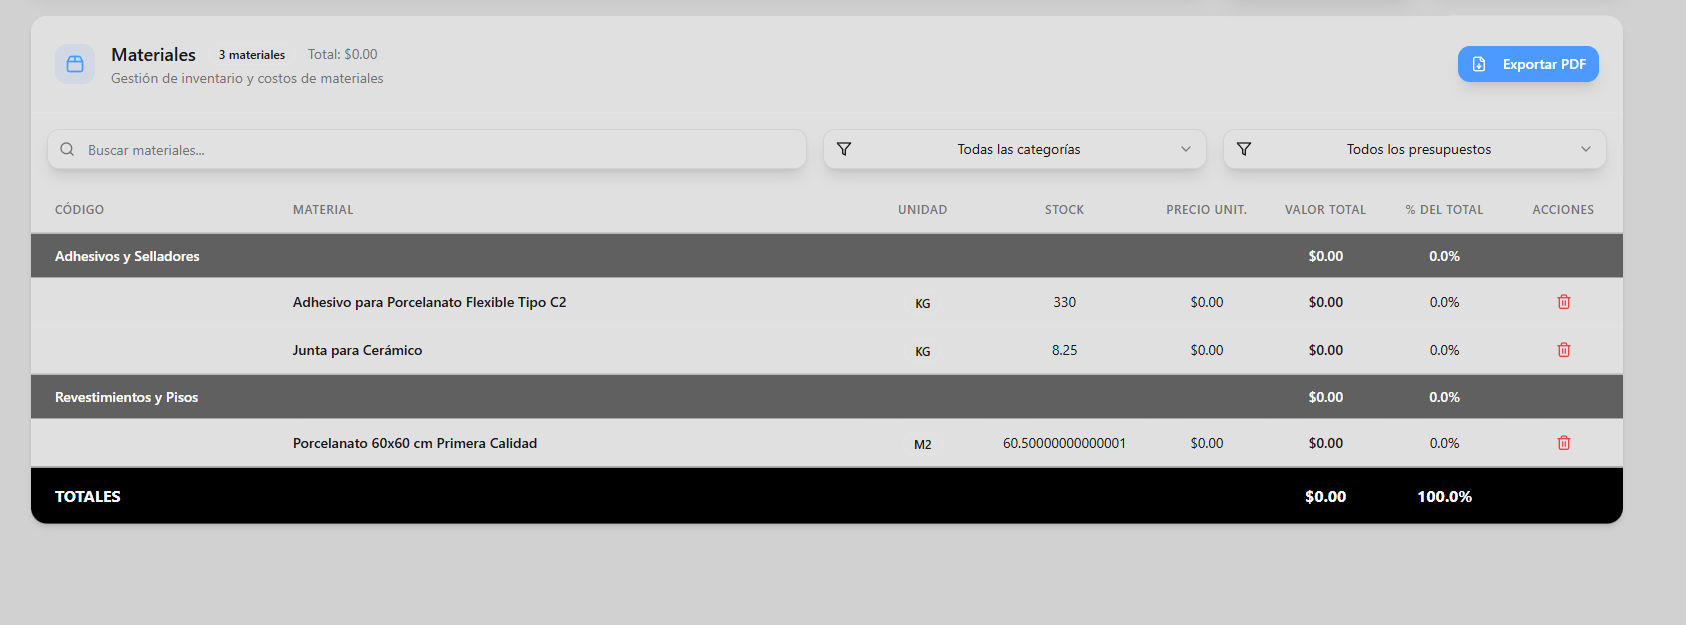 Materiales 3 materiales Total: $0.00
Gestión de inventario y costos de materiales
Exportar PDF
Buscar materiales... Todas las categorías Todos los presupuestos
CÓDIGO MATERIAL UNIDAD STOCK PRECIO UNIT. VALOR TOTAL % DEL TOTAL ACCIONES
Adhesivos y Selladores $0.00 0.0%
Adhesivo para Porcelanato Flexible Tipo C2 KG 330 $0.00 $0.00 0.0%
Junta para Cerámico KG 8.25 $0.00 $0.00 0.0%
Revestimientos y Pisos $0.00 0.0%
Porcelanato 60x60 cm Primera Calidad M2 60.50000000000001 $0.00 $0.00 0.0%
TOTALES $0.00 100.0%